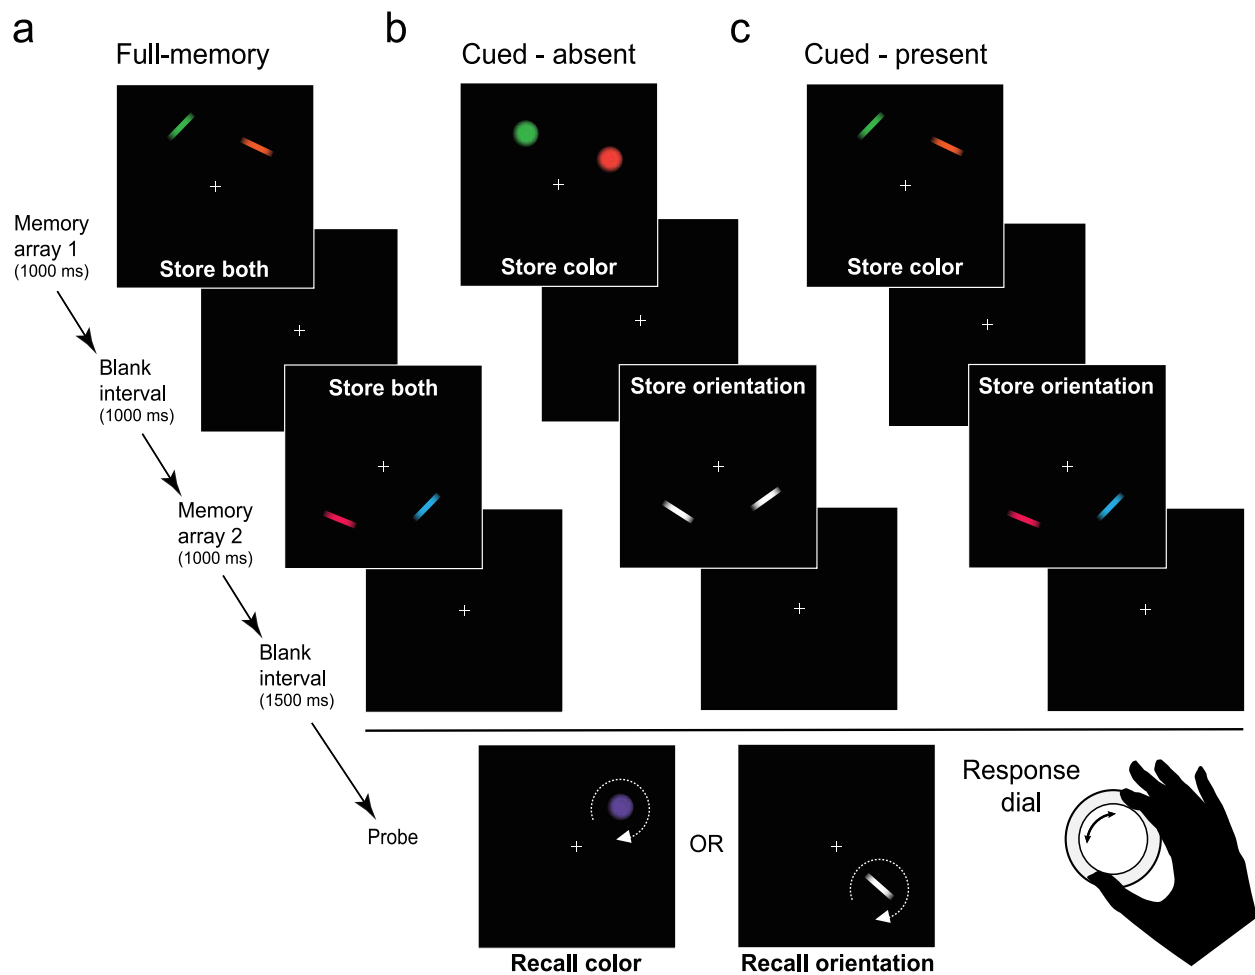 a
Full-memory
b
Cued - absent
c
Cued - present
Memory
array 1
(1000 ms)
Store both
Store color
Store color
Blank
interval
(1000 ms)
Store both
Store orientation
Store orientation
Memory
array 2
(1000 ms)
Blank
interval
(1500 ms)
Probe
OR
Response
dial
Recall color
Recall orientation